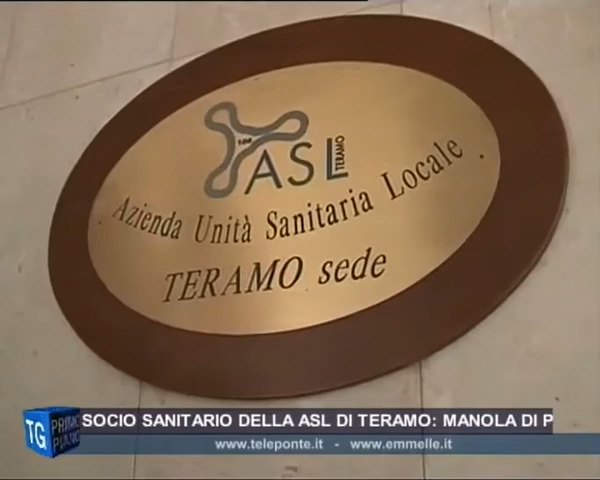 106
ASL
TERAMO
Azienda Unità Sanitaria Locale
TERAMO sede
TG PRIMO PIANO
SOCIO SANITARIO DELLA ASL DI TERAMO: MANOLA DI P
www.teleponte.it - www.emmelle.it